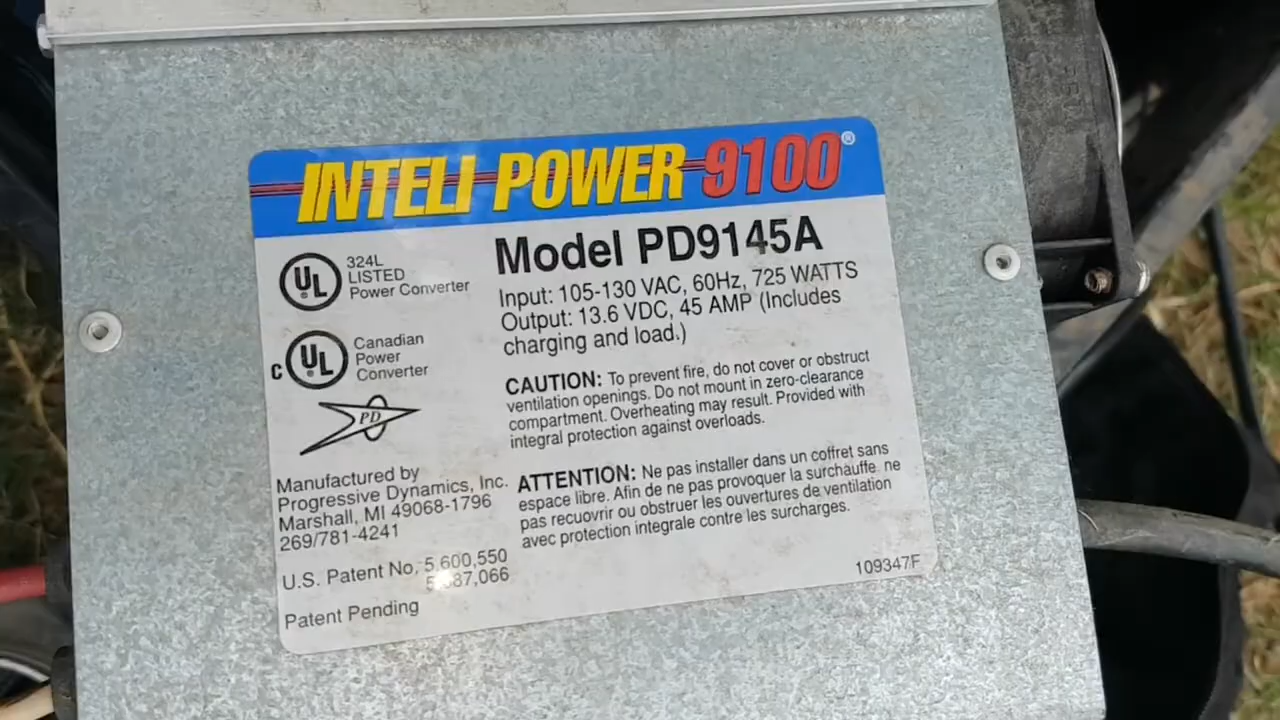 INTELI-POWER 9100®
UL
324L
LISTED
Power Converter
C UL
Canadian
Power
Converter
PD
Manufactured by
Progressive Dynamics, Inc.
Marshall, MI 49068-1796
269/781-4241
U.S. Patent No. 5,600,550
Patent Pending
Model PD9145A
Input: 105-130 VAC, 60Hz, 725 WATTS
Output: 13.6 VDC, 45 AMP (Includes
charging and load.)
CAUTION: To prevent fire, do not cover or obstruct
ventilation openings. Do not mount in zero-clearance
compartment. Overheating may result. Provided with
integral protection against overloads.
ATTENTION: Ne pas installer dans un coffret sans
espace libre. Afin de ne pas provoquer la surchauffe. ne
pas recuovrir ou obstruer les ouvertures de ventilation
avec protection integrale contre les surcharges.
109347F